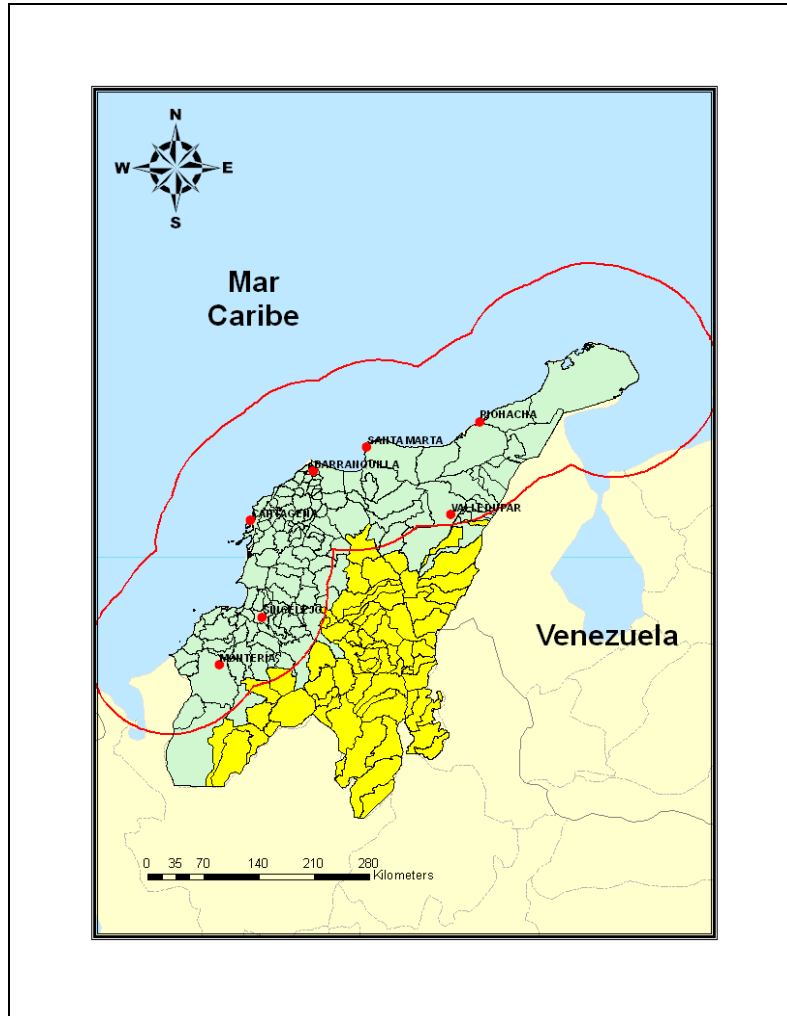 N
W E
S
Mar
Caribe
RIOHACHA
SANTA MARTA
BARRANQUILLA
VALLEDUPAR
CARTAGENA
SINCELEJO
Venezuela
MONTERIA
0 35 70 140 210 280
Kilometers